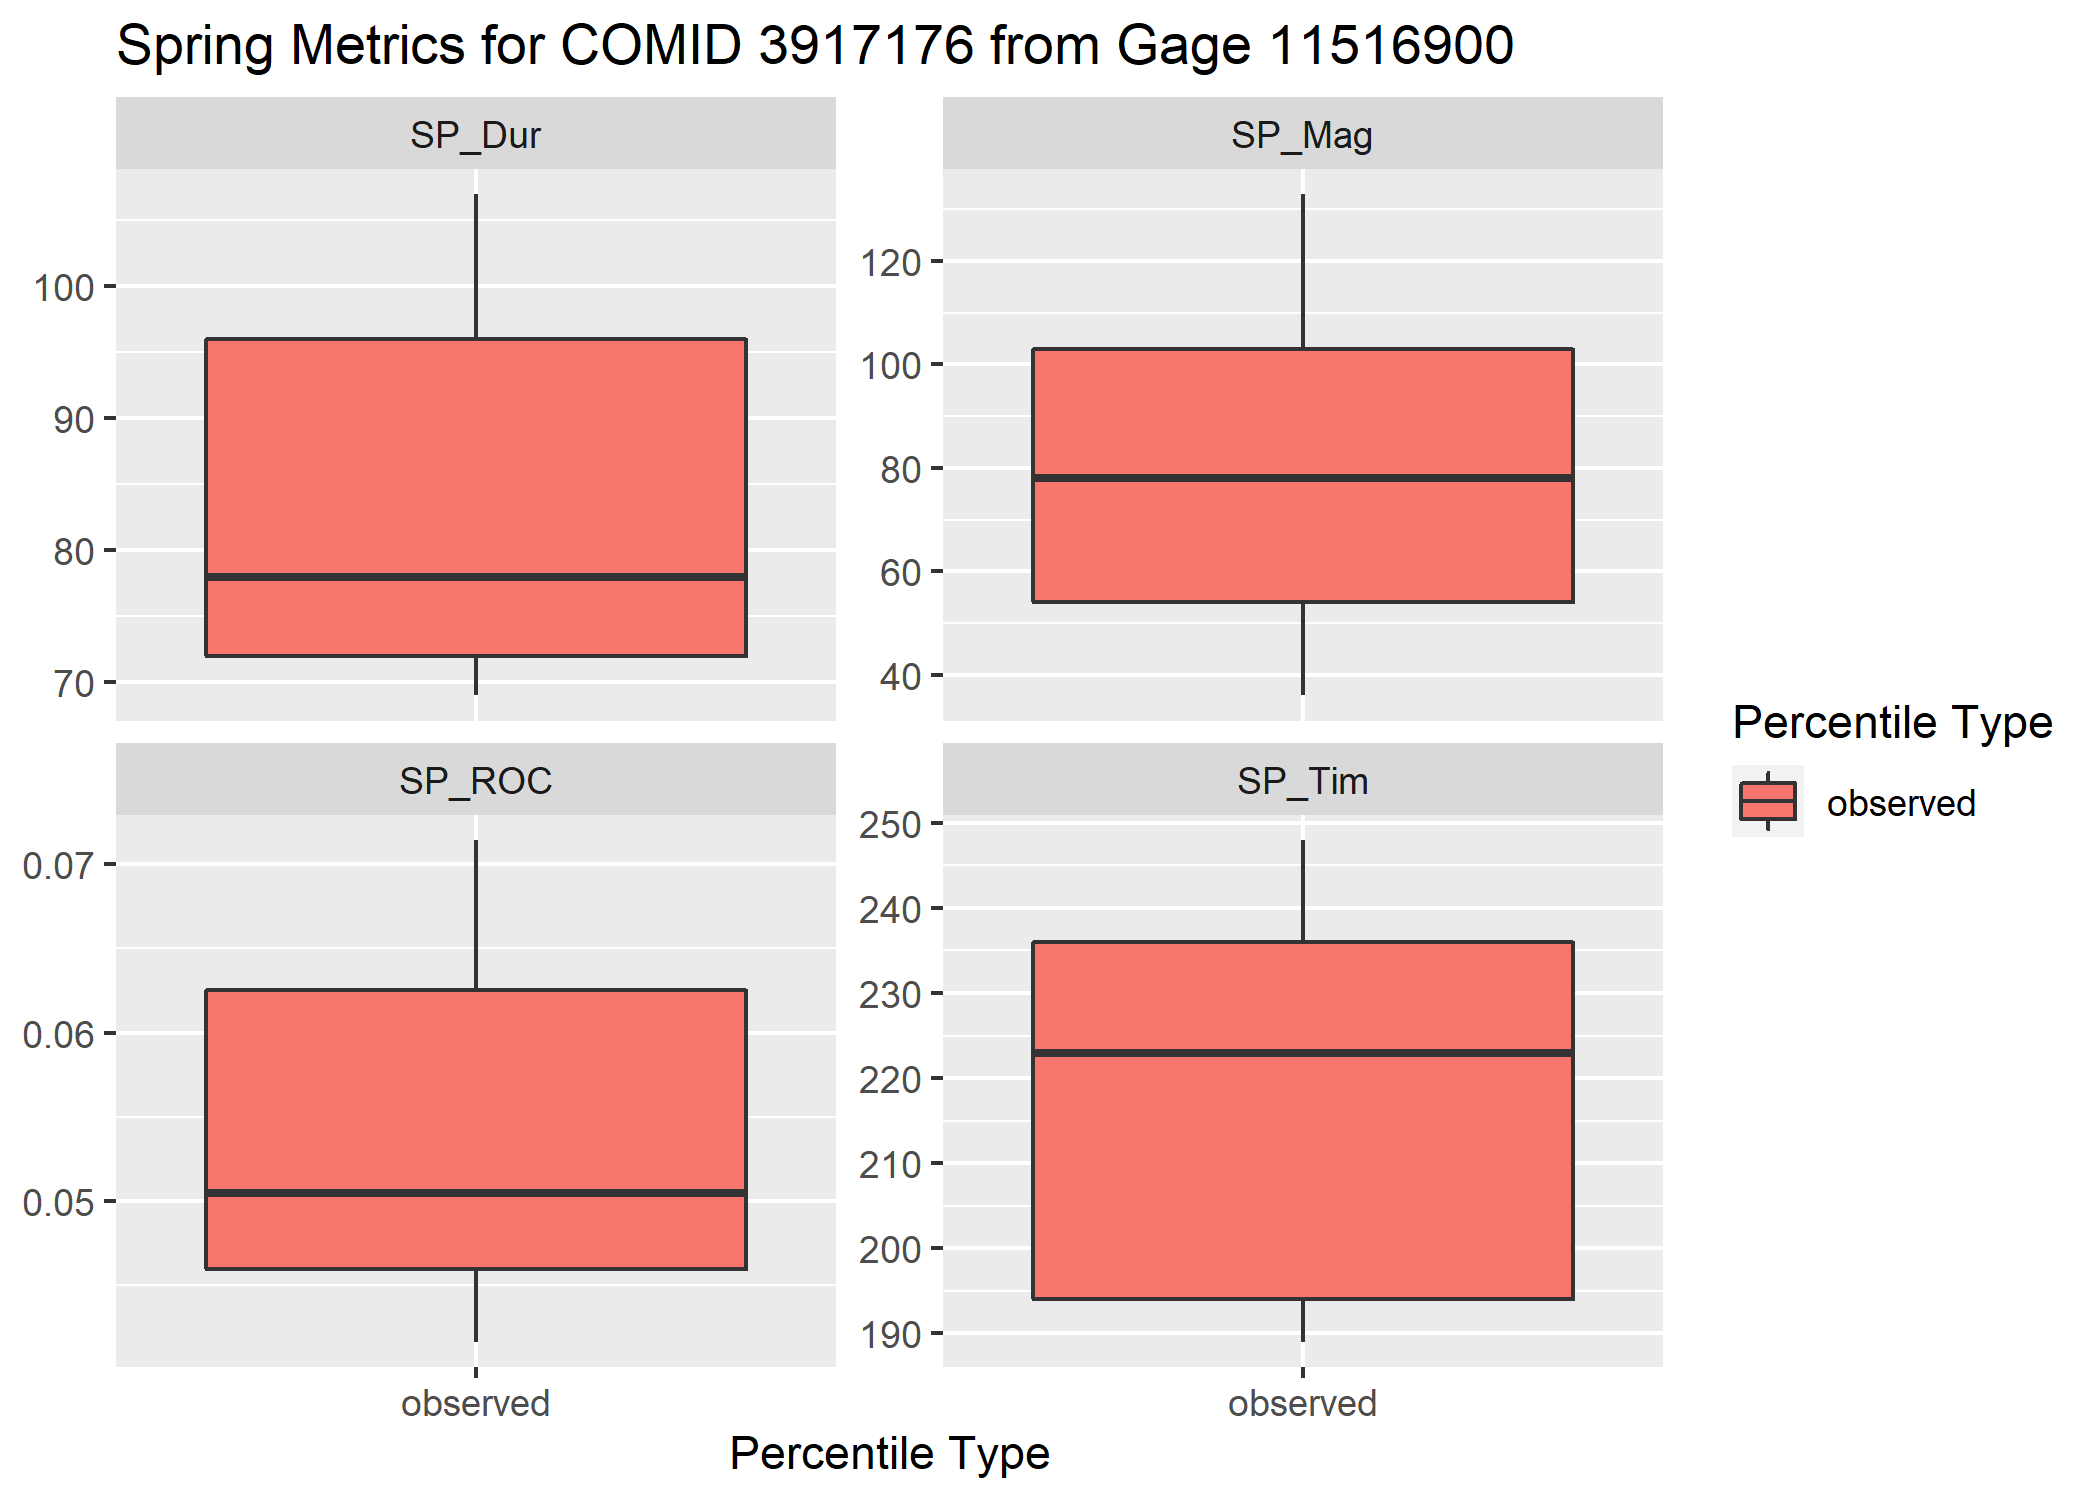 Spring Metrics for COMID 3917176 from Gage 11516900
SP_Dur
100
90
80
70
SP_Mag
120
100
80
60
40
SP_ROC
0.07
0.06
0.05
observed
SP_Tim
250
240
230
220
210
200
190
observed
Percentile Type
Percentile Type
observed